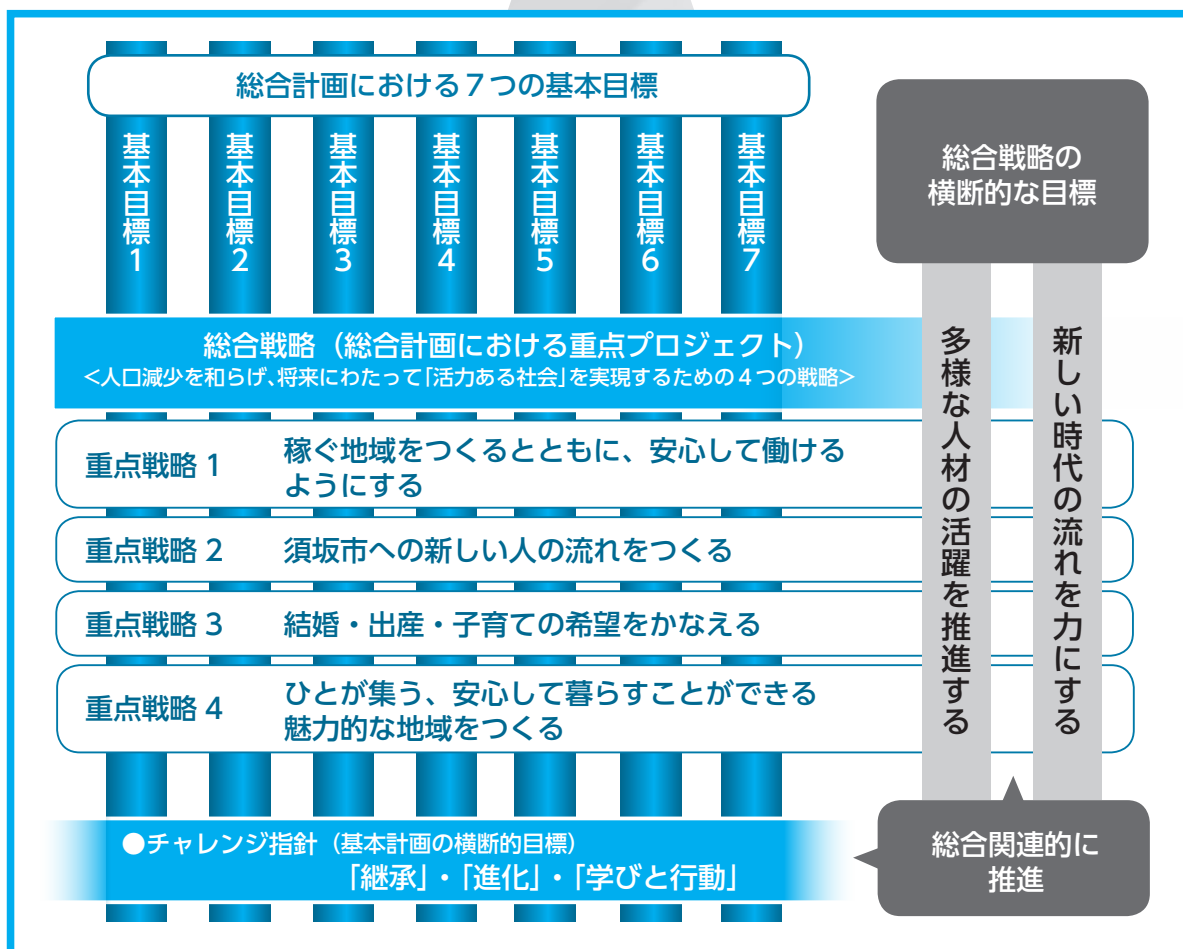 総合計画における７つの基本目標
基本目標1
基本目標2
基本目標3
基本目標4
基本目標5
基本目標6
基本目標7
総合戦略の
横断的な目標
総合戦略（総合計画における重点プロジェクト）
<人口減少を和らげ、将来にわたって「活力ある社会」を実現するための４つの戦略>
重点戦略 1
稼ぐ地域をつくるとともに、安心して働ける
ようにする
重点戦略 2
須坂市への新しい人の流れをつくる
重点戦略 3
結婚・出産・子育ての希望をかなえる
重点戦略 4
ひとが集う、安心して暮らすことができる
魅力的な地域をつくる
多様な人材の活躍を推進する
新しい時代の流れを力にする
●チャレンジ指針（基本計画の横断的目標）
「継承」・「進化」・「学びと行動」
総合関連的に
推進